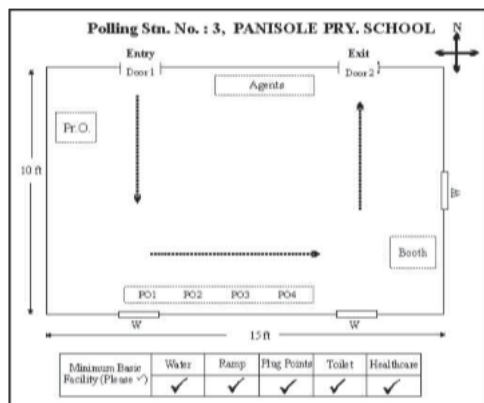 Polling Stn. No. : 3, PANISOLE PRY. SCHOOL
N
Entry
Exit
Door 1
Door 2
Agents
Pr.O.
10 ft
W
Booth
PO1 PO2 PO3 PO4
W
W
15 ft
Minimum Basic Facility (Please ✓)
Water Ramp Plug Points Toilet Healthcare
✓ ✓ ✓ ✓ ✓